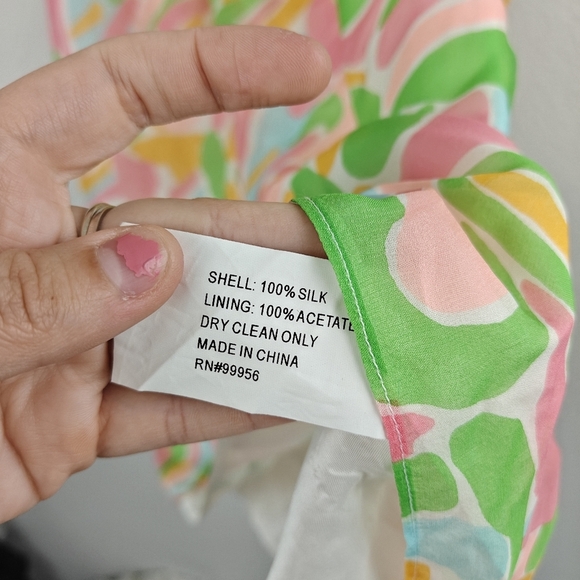 SHELL: 100% SILK
LINING: 100% ACETATE
DRY CLEAN ONLY
MADE IN CHINA
RN#99956